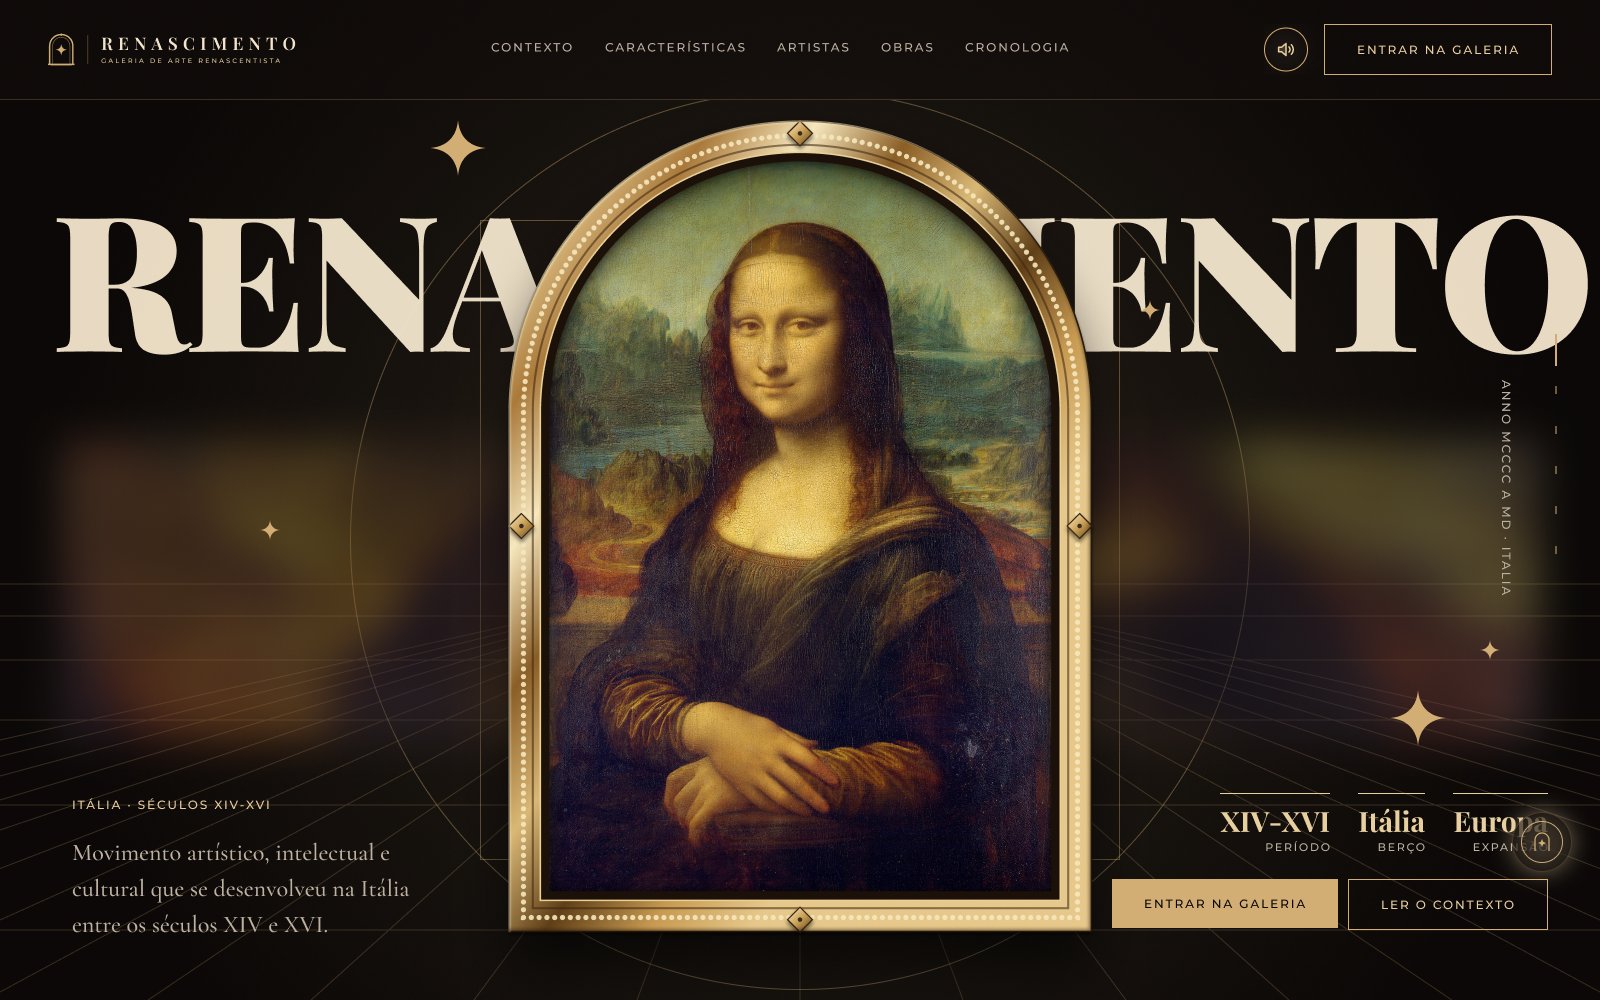 RENASCIMENTO
GALERIA DE ARTE RENASCENTISTA
CONTEXTO CARACTERÍSTICAS ARTISTAS OBRAS CRONOLOGIA
ENTRAR NA GALERIA
RENA IENTO
ANNO MCCCC A MD · ITALIA
ITÁLIA · SÉCULOS XIV-XVI
Movimento artístico, intelectual e
cultural que se desenvolveu na Itália
entre os séculos XIV e XVI.
XIV–XVI Itália Europa
PERÍODO BERÇO EXPANSÃO
ENTRAR NA GALERIA LER O CONTEXTO